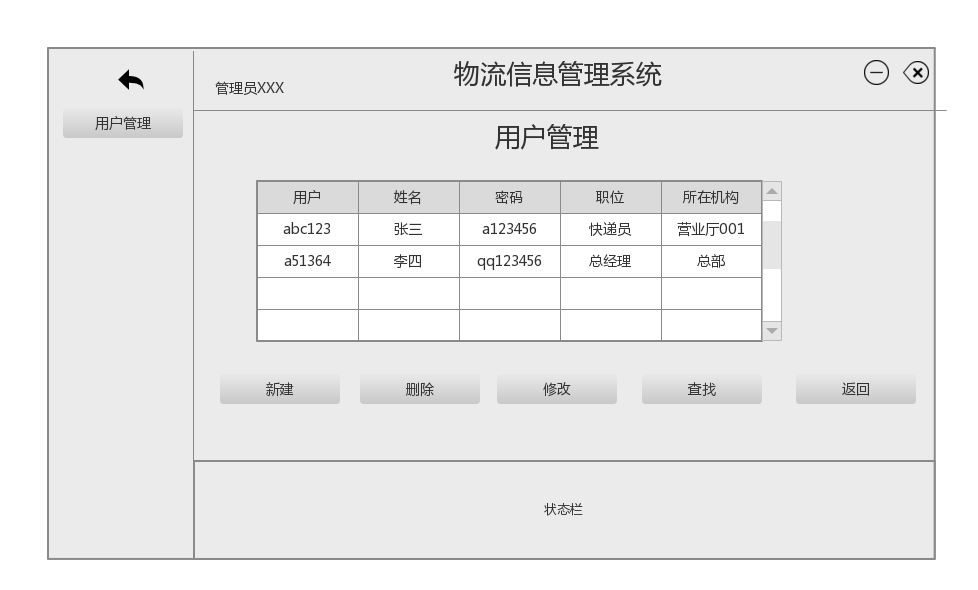 物流信息管理系统
管理员XXX
用户管理
用户管理
用户 姓名 密码 职位 所在机构
abc123 张三 a123456 快递员 营业厅001
a51364 李四 qq123456 总经理 总部
新建 删除 修改 查找 返回
状态栏